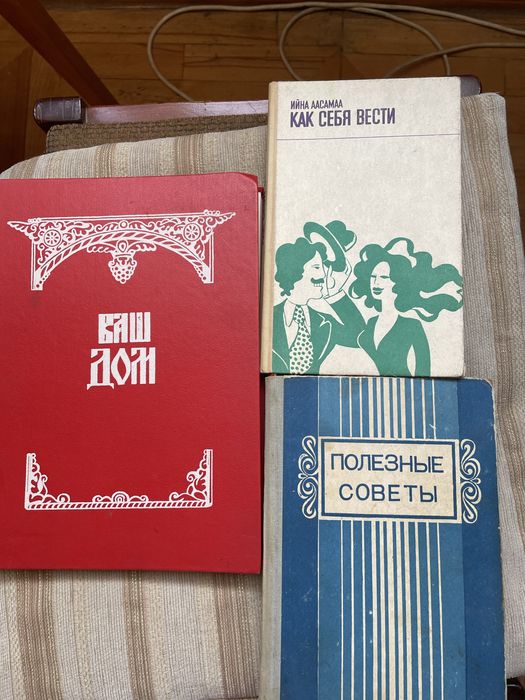 ИЙНА ААСАМАА
КАК СЕБЯ ВЕСТИ
ВАШ
ДОМ
ПОЛЕЗНЫЕ
СОВЕТЫ